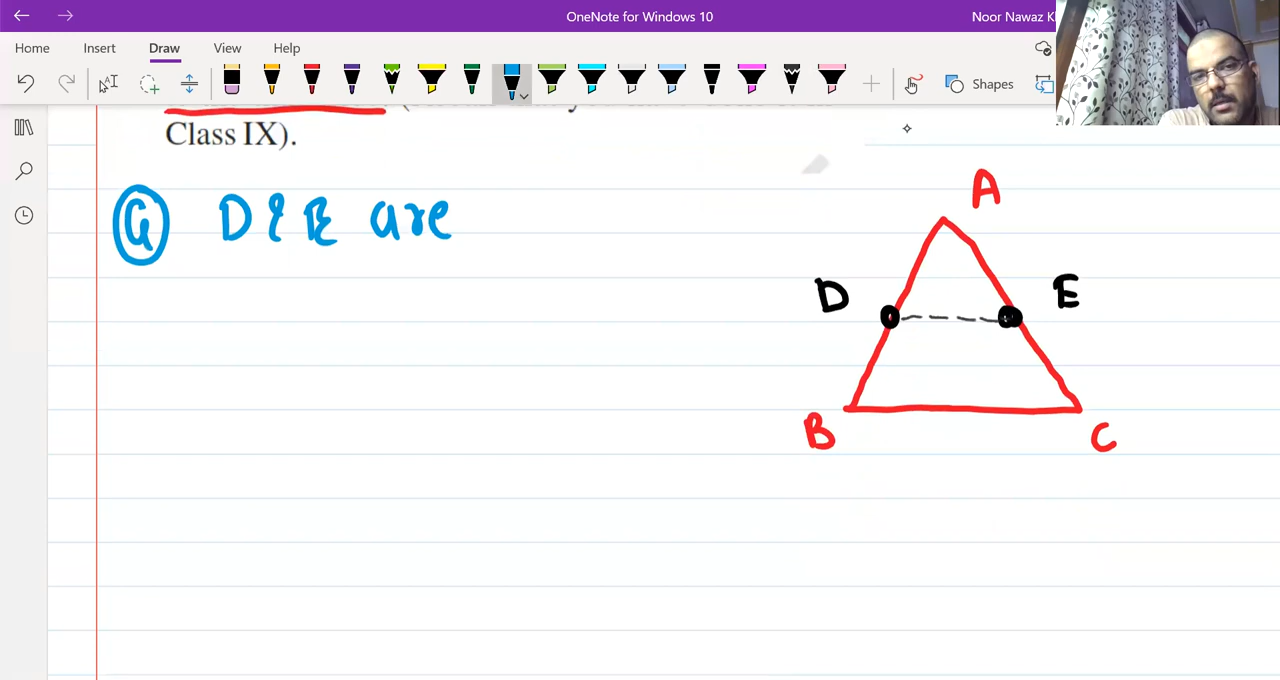 OneNote for Windows 10
Noor Nawaz K
Home Insert Draw View Help
Shapes
Class IX).
G D & E are
A
D
E
B
C